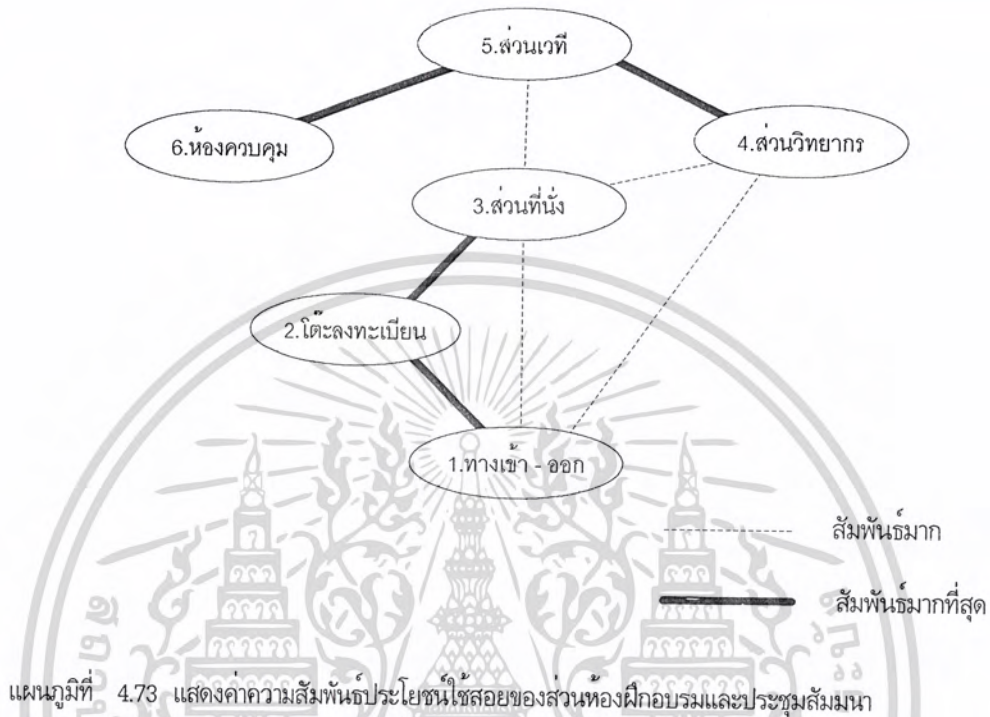 5.ส่วนเวที
6.ห้องควบคุม
4.ส่วนวิทยากร
3.ส่วนที่นั่ง
2.โต๊ะลงทะเบียน
1.ทางเข้า - ออก
สัมพันธ์มาก
สัมพันธ์มากที่สุด
แผนภูมิที่ 4.73 แสดงค่าความสัมพันธ์ประโยชน์ใช้สอยของส่วนห้องฝึกอบรมและประชุมสัมมนา